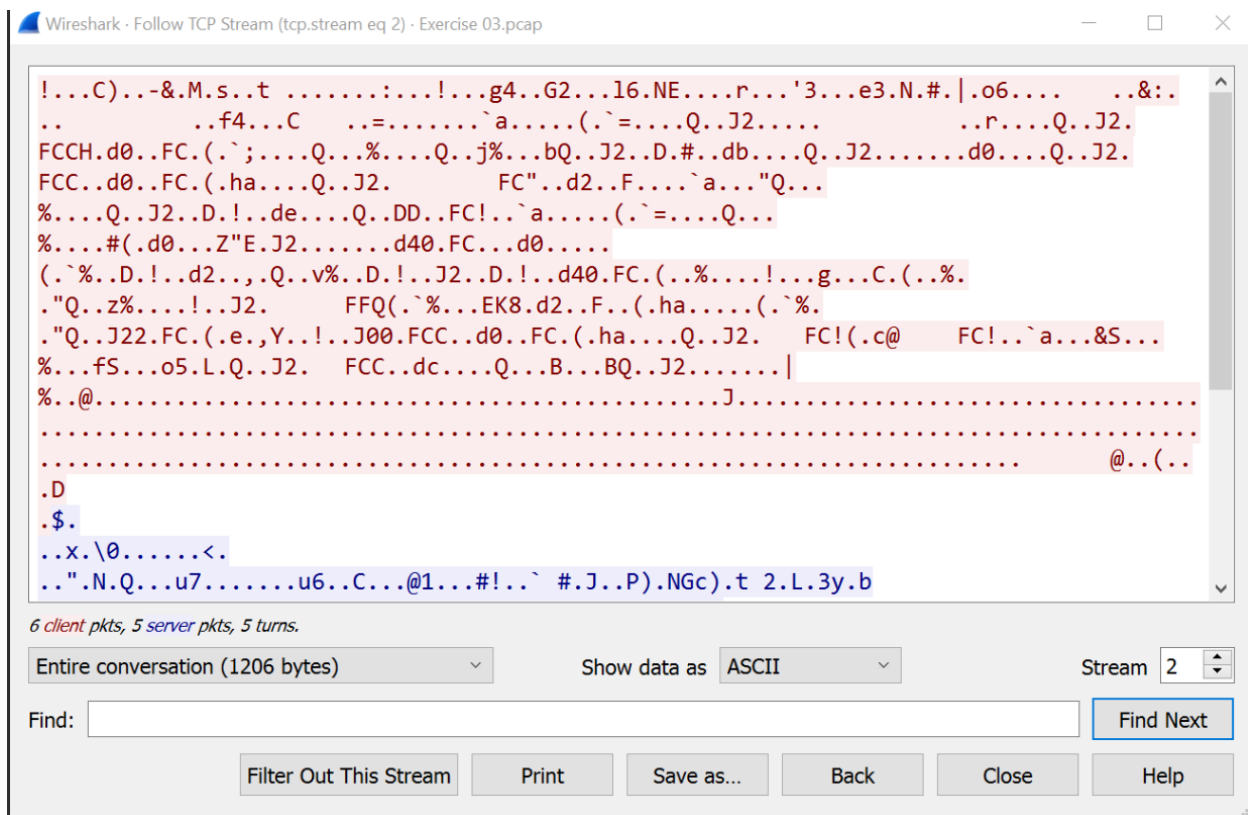 Wireshark · Follow TCP Stream (tcp.stream eq 2) · Exercise 03.pcap
!...C)..-&.M.s..t .......:...!...g4..G2...l6.NE....r...'3...e3.N.#.|.o6.... ..&:.
.. ..f4...C ..=.......`a.....(.`=....Q..J2..... ..r....Q..J2.
FCCH.d0..FC.(.`;....Q...%....Q..j%...bQ..J2..D.#..db....Q..J2.......d0....Q..J2.
FCC..d0..FC.(.ha....Q..J2. FC"..d2..F....`a..."Q...
%....Q..J2..D.!..de....Q..DD..FC!..`a.....(.`=....Q...
%....#(.d0...Z"E.J2.......d40.FC...d0.....
(.`%..D.!..d2..,.Q..v%..D.!..J2..D.!..d40.FC.(..%....!...g...C.(..%.
."Q..z%....!..J2. FFQ(.`%...EK8.d2..F..(.ha.....(.`%.
."Q..J22.FC.(.e.,Y..!..J00.FCC..d0..FC.(.ha....Q..J2. FC!(.c@ FC!..`a...&S...
%...fS...o5.L.Q..J2. FCC..dc....Q...B...BQ..J2.......|
%..@................................................J...................................
.........................................................................................
........................................................................... @..(..
.D
.$.
..x.\0......<.
..".N.Q...u7.......u6..C...@1...#!..` #.J..P).NGc).t 2.L.3y.b
6 client pkts, 5 server pkts, 5 turns.
Entire conversation (1206 bytes) Show data as ASCII Stream 2
Find: Find Next
Filter Out This Stream Print Save as... Back Close Help